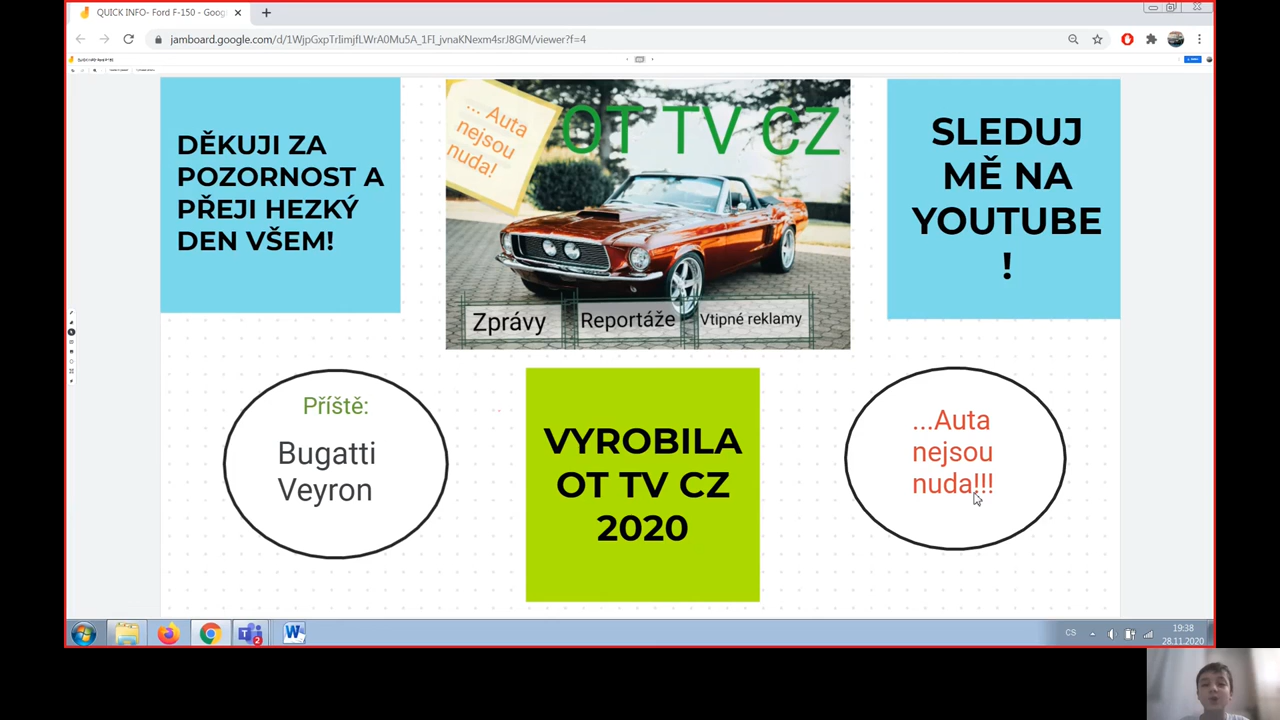 QUICK INFO- Ford F-150 - Goog
jamboard.google.com/d/1WjpGxpTrIimjfLWrA0Mu5A_1FI_jvnaKNexm4srJ8GM/viewer?f=4
DĚKUJI ZA
POZORNOST A
PŘEJI HEZKÝ
DEN VŠEM!
... Auta
nejsou
nuda!
OT TV CZ
Zprávy
Reportáže
Vtipné reklamy
SLEDUJ
MĚ NA
YOUTUBE
!
Příště:
Bugatti
Veyron
VYROBILA
OT TV CZ
2020
...Auta
nejsou
nuda!!!
2
W
CS
19:38
28.11.2020